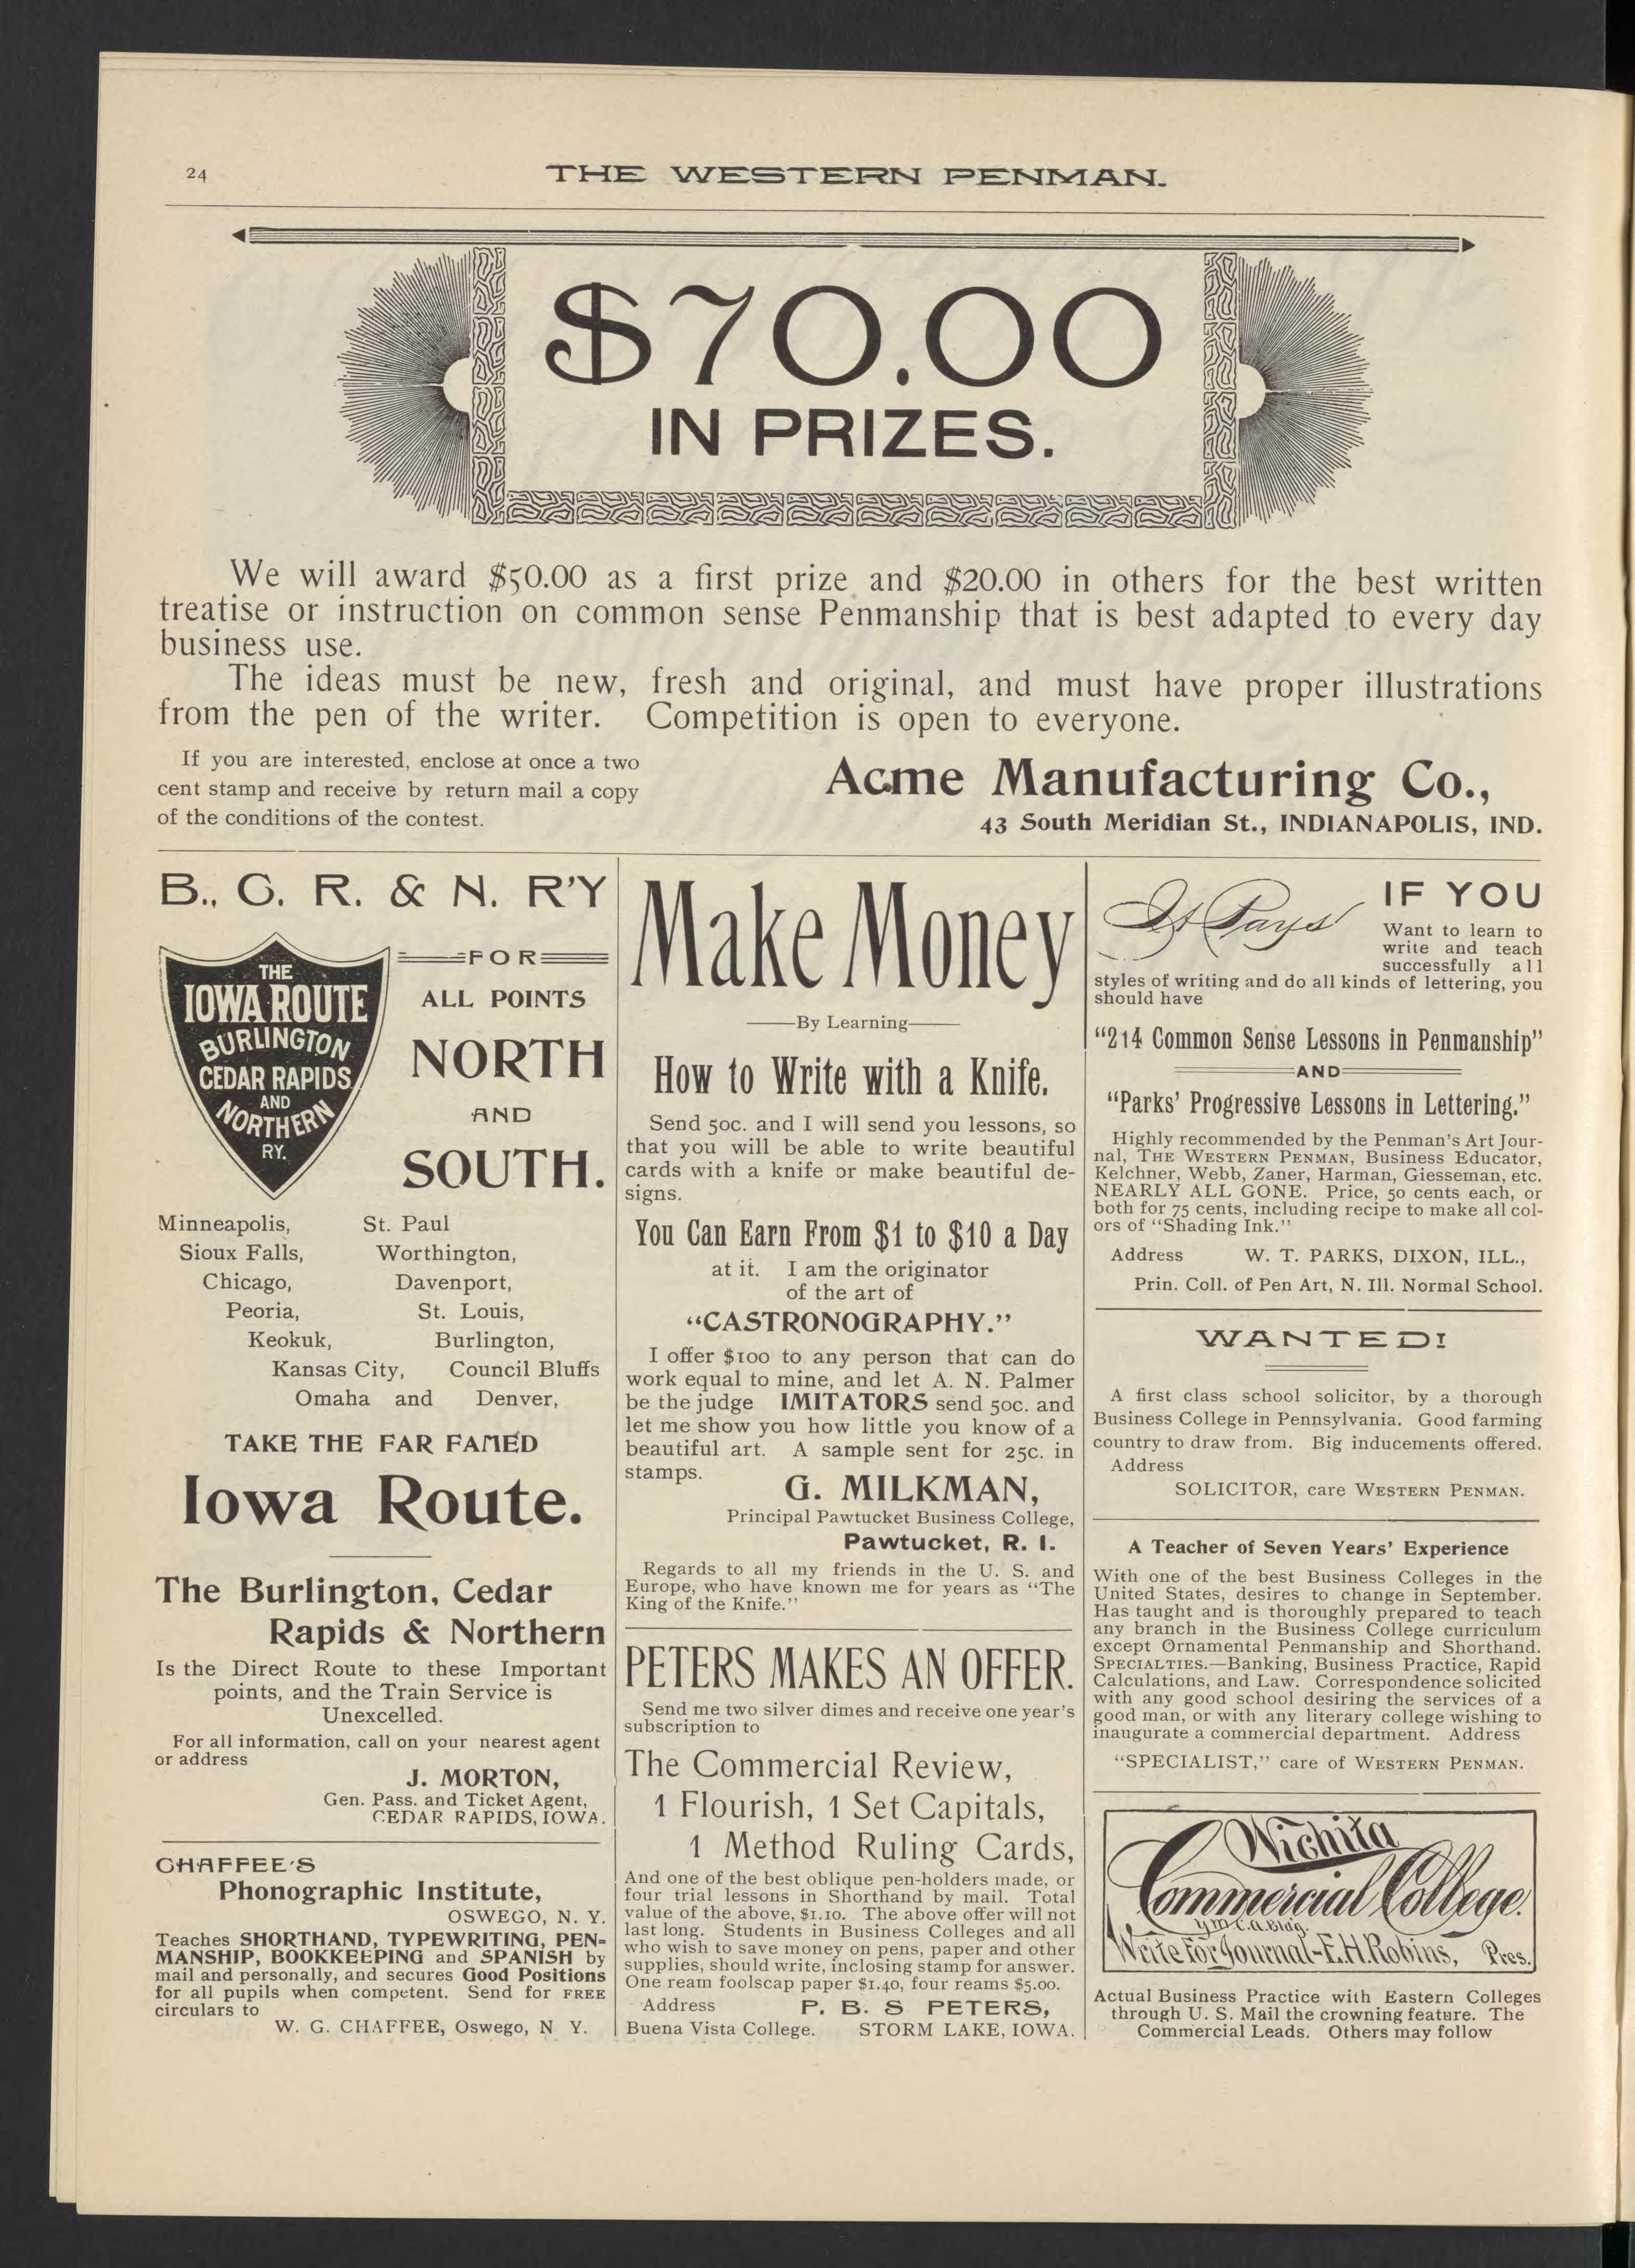 24
THE WESTERN PENMAN.
$70.00
IN PRIZES.
We will award $50.00 as a first prize and $20.00 in others for the best written
treatise or instruction on common sense Penmanship that is best adapted to every day
business use.
The ideas must be new, fresh and original, and must have proper illustrations
from the pen of the writer. Competition is open to everyone.
If you are interested, enclose at once a two
cent stamp and receive by return mail a copy
of the conditions of the contest.
Acme Manufacturing Co.,
43 South Meridian St., INDIANAPOLIS, IND.
B., C. R. & N. R'Y
THE
IOWA ROUTE
BURLINGTON
CEDAR RAPIDS
AND
NORTHERN
RY.
FOR
ALL POINTS
NORTH
AND
SOUTH.
Minneapolis, St. Paul
Sioux Falls, Worthington,
Chicago, Davenport,
Peoria, St. Louis,
Keokuk, Burlington,
Kansas City, Council Bluffs
Omaha and Denver,
TAKE THE FAR FAMED
Iowa Route.
The Burlington, Cedar
Rapids & Northern
Is the Direct Route to these Important
points, and the Train Service is
Unexcelled.
For all information, call on your nearest agent
or address
J. MORTON,
Gen. Pass. and Ticket Agent,
CEDAR RAPIDS, IOWA.
CHAFFEE'S
Phonographic Institute,
OSWEGO, N. Y.
Teaches SHORTHAND, TYPEWRITING, PEN-
MANSHIP, BOOKKEEPING and SPANISH by
mail and personally, and secures Good Positions
for all pupils when competent. Send for FREE
circulars to
W. G. CHAFFEE, Oswego, N Y.
Make Money
By Learning
How to Write with a Knife.
Send 50c. and I will send you lessons, so
that you will be able to write beautiful
cards with a knife or make beautiful de-
signs.
You Can Earn From $1 to $10 a Day
at it. I am the originator
of the art of
"CASTRONOGRAPHY."
I offer $100 to any person that can do
work equal to mine, and let A. N. Palmer
be the judge IMITATORS send 50c. and
let me show you how little you know of a
beautiful art. A sample sent for 25c. in
stamps.
G. MILKMAN,
Principal Pawtucket Business College,
Pawtucket, R. I.
Regards to all my friends in the U. S. and
Europe, who have known me for years as "The
King of the Knife."
PETERS MAKES AN OFFER.
Send me two silver dimes and receive one year's
subscription to
The Commercial Review,
1 Flourish, 1 Set Capitals,
1 Method Ruling Cards,
And one of the best oblique pen-holders made, or
four trial lessons in Shorthand by mail. Total
value of the above, $1.10. The above offer will not
last long. Students in Business Colleges and all
who wish to save money on pens, paper and other
supplies, should write, inclosing stamp for answer.
One ream foolscap paper $1.40, four reams $5.00.
Address P. B. S PETERS,
Buena Vista College. STORM LAKE, IOWA.
It Pays
IF YOU
Want to learn to
write and teach
successfully all
styles of writing and do all kinds of lettering, you
should have
"214 Common Sense Lessons in Penmanship"
AND
"Parks' Progressive Lessons in Lettering."
Highly recommended by the Penman's Art Jour-
nal, THE WESTERN PENMAN, Business Educator,
Kelchner, Webb, Zaner, Harman, Giesseman, etc.
NEARLY ALL GONE. Price, 50 cents each, or
both for 75 cents, including recipe to make all col-
ors of "Shading Ink."
Address W. T. PARKS, DIXON, ILL.,
Prin. Coll. of Pen Art, N. Ill. Normal School.
WANTED!
A first class school solicitor, by a thorough
Business College in Pennsylvania. Good farming
country to draw from. Big inducements offered.
Address
SOLICITOR, care WESTERN PENMAN.
A Teacher of Seven Years' Experience
With one of the best Business Colleges in the
United States, desires to change in September.
Has taught and is thoroughly prepared to teach
any branch in the Business College curriculum
except Ornamental Penmanship and Shorthand.
SPECIALTIES.—Banking, Business Practice, Rapid
Calculations, and Law. Correspondence solicited
with any good school desiring the services of a
good man, or with any literary college wishing to
inaugurate a commercial department. Address
"SPECIALIST," care of WESTERN PENMAN.
Wichita
Commercial College.
Y.M.C.A. Bldg.
Write for Journal-E.H. Robins, Pres.
Actual Business Practice with Eastern Colleges
through U. S. Mail the crowning feature. The
Commercial Leads. Others may follow